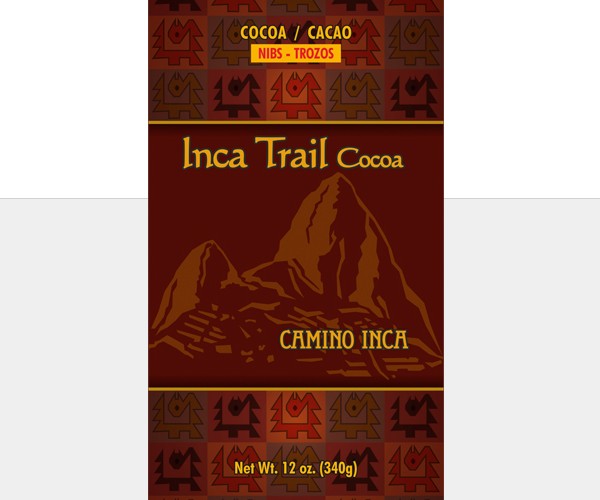 COCOA / CACAO
NIBS - TROZOS
Inca Trail Cocoa
CAMINO INCA
Net Wt. 12 oz. (340g)